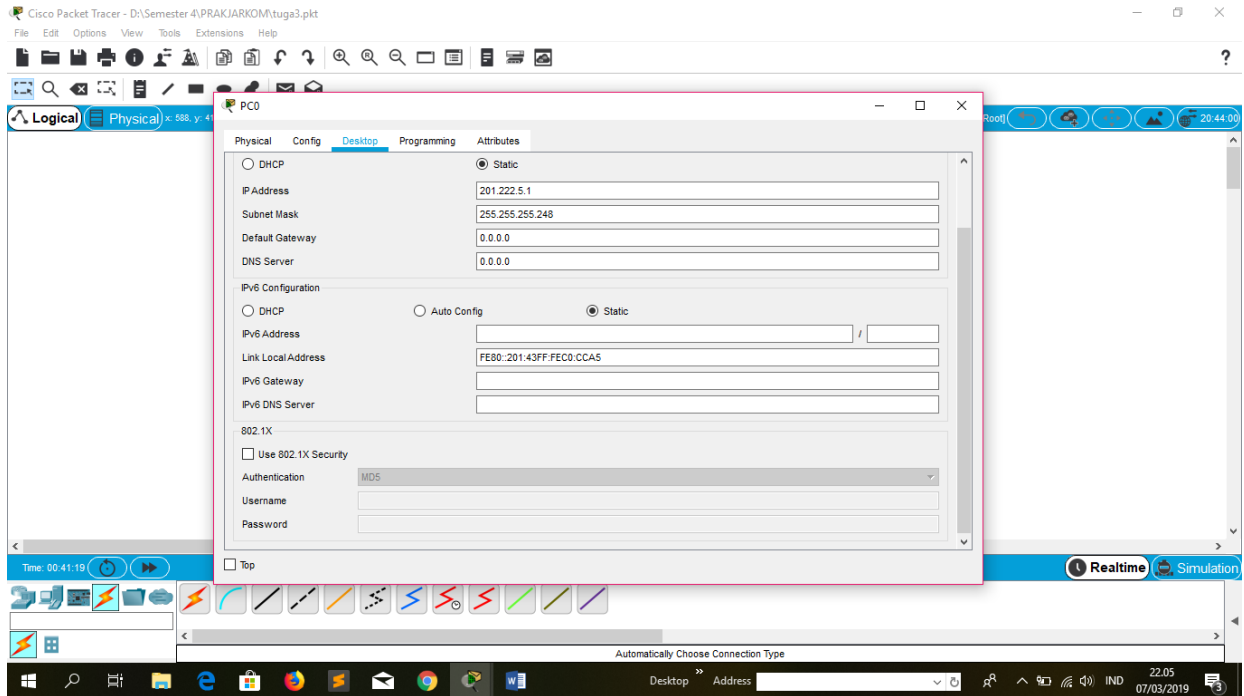 Cisco Packet Tracer - D:\Semester 4\PRAKJARKOM\tuga3.pkt
File Edit Options View Tools Extensions Help
?
PC0
Logical Physical x: 588, y: 41
Root] 20:44:00
Physical Config Desktop Programming Attributes
DHCP Static
IP Address 201.222.5.1
Subnet Mask 255.255.255.248
Default Gateway 0.0.0.0
DNS Server 0.0.0.0
IPv6 Configuration
DHCP Auto Config Static
IPv6 Address /
Link Local Address FE80::201:43FF:FEC0:CCA5
IPv6 Gateway
IPv6 DNS Server
802.1X
Use 802.1X Security
Authentication MD5
Username
Password
Top
Time: 00:41:19 Realtime Simulation
Automatically Choose Connection Type
Desktop » Address IND 22.05
07/03/2019 3